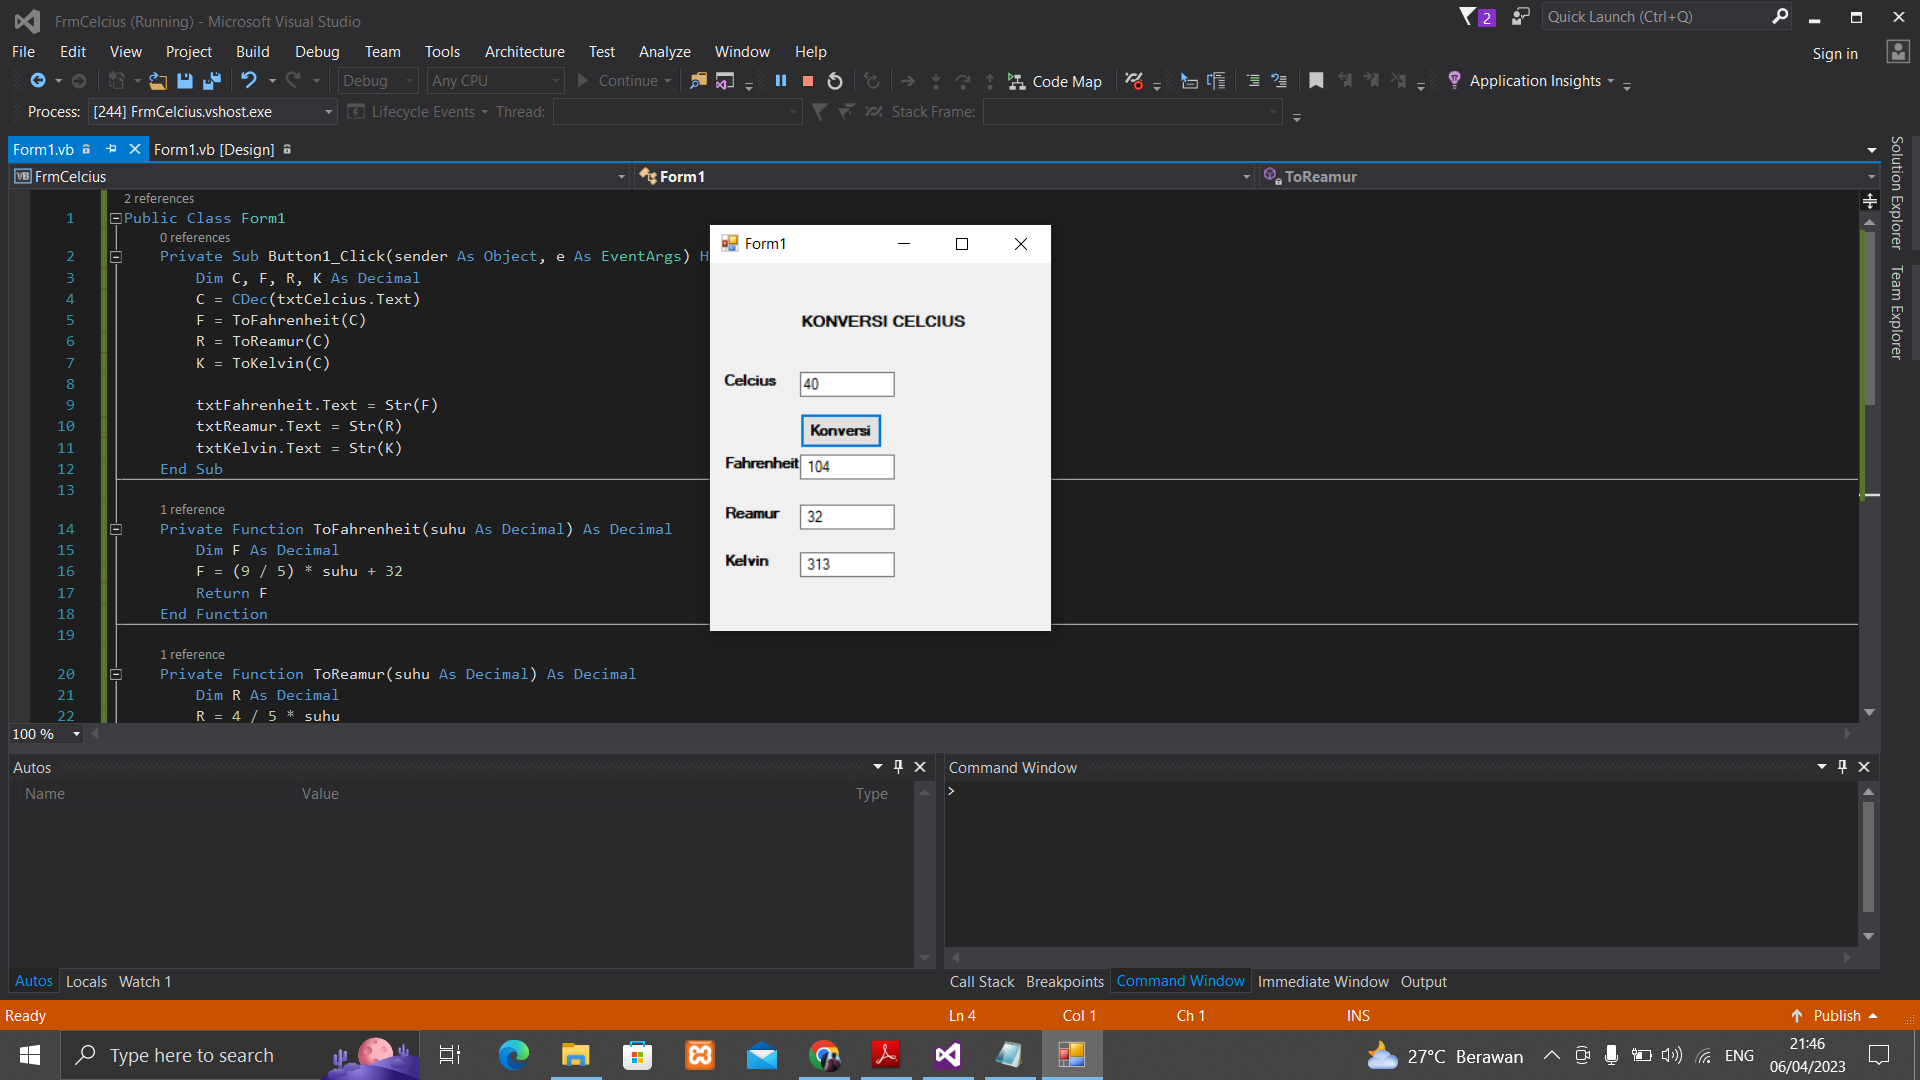 FrmCelcius (Running) - Microsoft Visual Studio
2
Quick Launch (Ctrl+Q)
File Edit View Project Build Debug Team Tools Architecture Test Analyze Window Help
Sign in
Debug Any CPU Continue Code Map Application Insights
Process: [244] FrmCelcius.vshost.exe Lifecycle Events Thread: Stack Frame:
Form1.vb Form1.vb [Design]
VB FrmCelcius Form1 ToReamur
Solution Explorer
Team Explorer
2 references
1 Public Class Form1
0 references
2 Private Sub Button1_Click(sender As Object, e As EventArgs) H
3 Dim C, F, R, K As Decimal
4 C = CDec(txtCelcius.Text)
5 F = ToFahrenheit(C)
6 R = ToReamur(C)
7 K = ToKelvin(C)
8
9 txtFahrenheit.Text = Str(F)
10 txtReamur.Text = Str(R)
11 txtKelvin.Text = Str(K)
12 End Sub
13
1 reference
14 Private Function ToFahrenheit(suhu As Decimal) As Decimal
15 Dim F As Decimal
16 F = (9 / 5) * suhu + 32
17 Return F
18 End Function
19
1 reference
20 Private Function ToReamur(suhu As Decimal) As Decimal
21 Dim R As Decimal
22 R = 4 / 5 * suhu
Form1
KONVERSI CELCIUS
Celcius 40
Konversi
Fahrenheit 104
Reamur 32
Kelvin 313
100 %
Autos
Name Value Type
Command Window
>
Autos Locals Watch 1
Call Stack Breakpoints Command Window Immediate Window Output
Ready Ln 4 Col 1 Ch 1 INS Publish
Type here to search
27°C Berawan ENG
21:46
06/04/2023